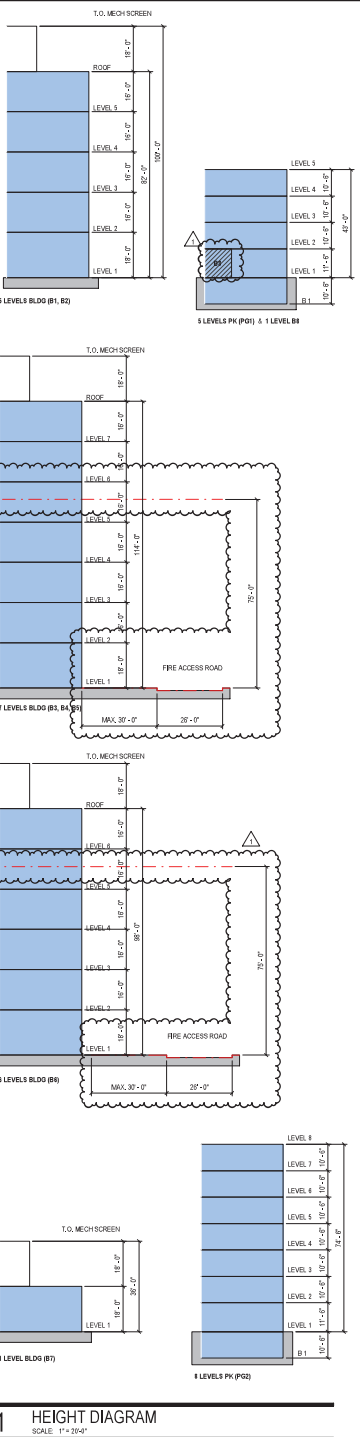 T.O. MECH SCREEN
18'-0"
ROOF
16'-0"
LEVEL 5
16'-0"
LEVEL 4
16'-0"
LEVEL 3
16'-0"
LEVEL 2
18'-0"
LEVEL 1
82'-0"
100'-0"
LEVELS BLDG (B1, B2)
LEVEL 5
10'-6"
LEVEL 4
10'-6"
LEVEL 3
10'-6"
LEVEL 2
11'-6"
LEVEL 1
10'-6"
B1
43'-0"
1
B8
5 LEVELS PK (PG1) & 1 LEVEL B8
T.O. MECH SCREEN
18'-0"
ROOF
16'-0"
LEVEL 7
16'-0"
LEVEL 6
16'-0"
LEVEL 5
16'-0"
LEVEL 4
16'-0"
LEVEL 3
16'-0"
LEVEL 2
18'-0"
LEVEL 1
114'-0"
75'-0"
FIRE ACCESS ROAD
MAX. 30'-0"
26'-0"
LEVELS BLDG (B3, B4, B5)
T.O. MECH SCREEN
18'-0"
ROOF
16'-0"
LEVEL 6
16'-0"
LEVEL 5
16'-0"
LEVEL 4
16'-0"
LEVEL 3
16'-0"
LEVEL 2
18'-0"
LEVEL 1
98'-0"
75'-0"
1
FIRE ACCESS ROAD
MAX. 30'-0"
26'-0"
LEVELS BLDG (B6)
T.O. MECH SCREEN
18'-0"
18'-0"
36'-0"
LEVEL 1
LEVEL BLDG (B7)
LEVEL 8
10'-6"
LEVEL 7
10'-6"
LEVEL 6
10'-6"
LEVEL 5
10'-6"
LEVEL 4
10'-6"
LEVEL 3
10'-6"
LEVEL 2
11'-6"
LEVEL 1
10'-6"
B1
74'-6"
8 LEVELS PK (PG2)
1 HEIGHT DIAGRAM
SCALE: 1" = 20'-0"